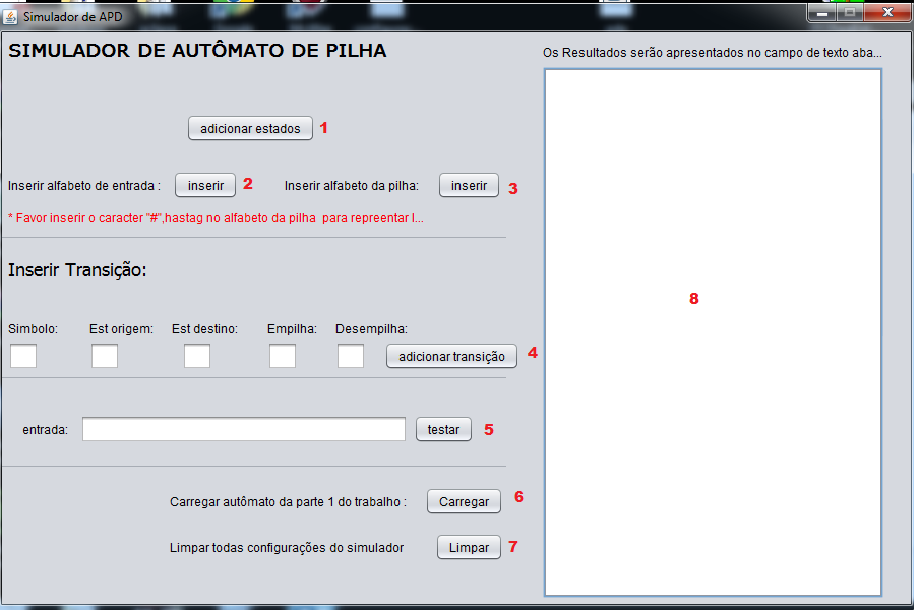 Simulador de APD
SIMULADOR DE AUTÔMATO DE PILHA
Os Resultados serão apresentados no campo de texto aba...
adicionar estados 1
Inserir alfabeto de entrada : inserir 2 Inserir alfabeto da pilha: inserir 3
* Favor inserir o caracter "#",hastag no alfabeto da pilha para repreentar l...
Inserir Transição:
Simbolo: Est origem: Est destino: Empilha: Desempilha:
adicionar transição 4
entrada: testar 5
Carregar autômato da parte 1 do trabalho : Carregar 6
Limpar todas configurações do simulador Limpar 7
8